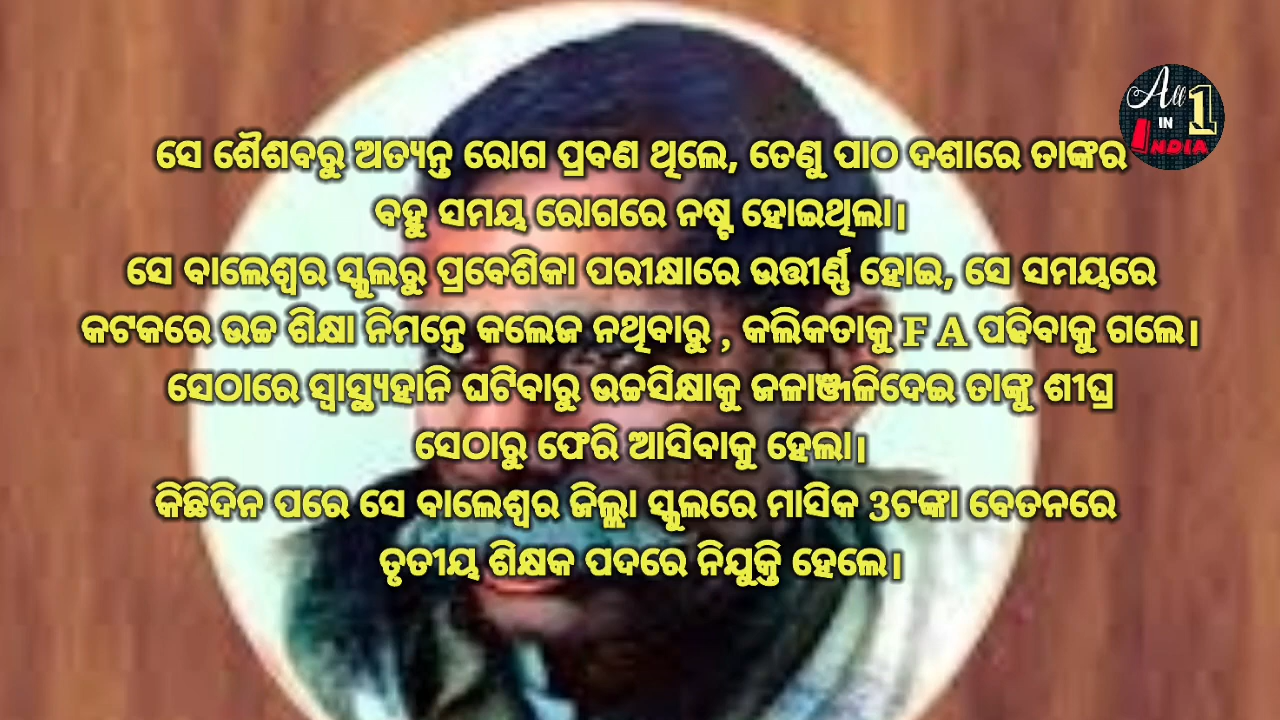 All
IN 1
INDIA
ସେ ଶୈଶବରୁ ଅତ୍ୟନ୍ତ ରୋଗ ପ୍ରବଣ ଥିଲେ, ତେଣୁ ପାଠ ଦଶାରେ ତାଙ୍କର
ବହୁ ସମୟ ରୋଗରେ ନଷ୍ଟ ହୋଇଥିଲା।
ସେ ବାଲେଶ୍ୱର ସ୍କୁଲରୁ ପ୍ରବେଶିକା ପରୀକ୍ଷାରେ ଉତ୍ତୀର୍ଣ୍ଣ ହୋଇ, ସେ ସମୟରେ
କଟକରେ ଉଚ୍ଚ ଶିକ୍ଷା ନିମନ୍ତେ କଲେଜ ନଥିବାରୁ , କଲିକତାକୁ F A ପଢିବାକୁ ଗଲେ।
ସେଠାରେ ସ୍ୱାସ୍ଥ୍ୟହାନି ଘଟିବାରୁ ଉଚ୍ଚସିକ୍ଷାକୁ ଜଳାଞ୍ଜଳିଦେଇ ତାଙ୍କୁ ଶୀଘ୍ର
ସେଠାରୁ ଫେରି ଆସିବାକୁ ହେଲା।
କିଛିଦିନ ପରେ ସେ ବାଲେଶ୍ୱର ଜିଲ୍ଲା ସ୍କୁଲରେ ମାସିକ 3ଟଙ୍କା ବେତନରେ
ତୃତୀୟ ଶିକ୍ଷକ ପଦରେ ନିଯୁକ୍ତି ହେଲେ।